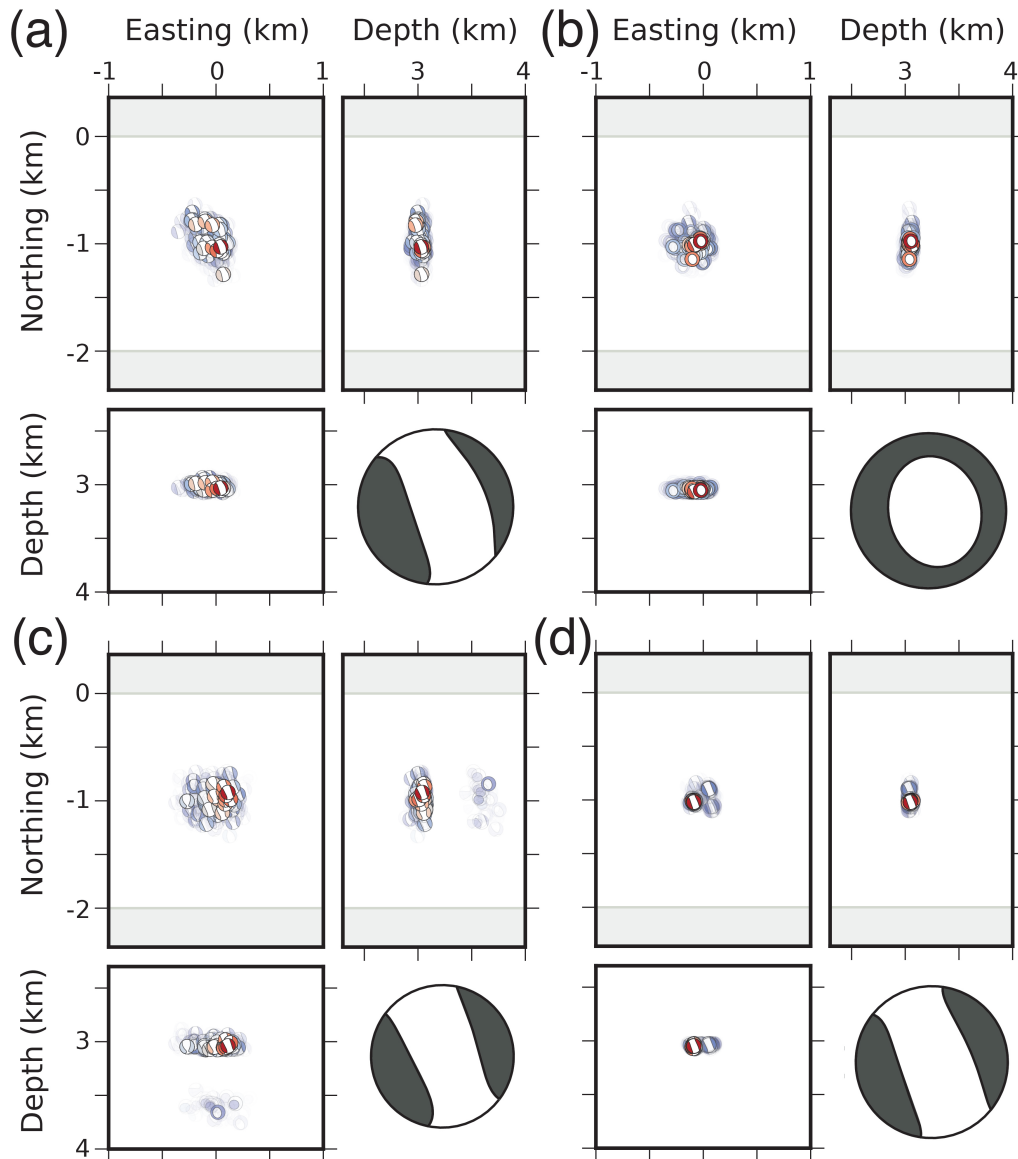 (a) Easting (km) Depth (km) (b) Easting (km) Depth (km)
-1 0 1 3 4 -1 0 1 3 4
Northing (km)
0
-1
-2
Depth (km)
3
4
(c) (d)
Northing (km)
0
-1
-2
Depth (km)
3
4